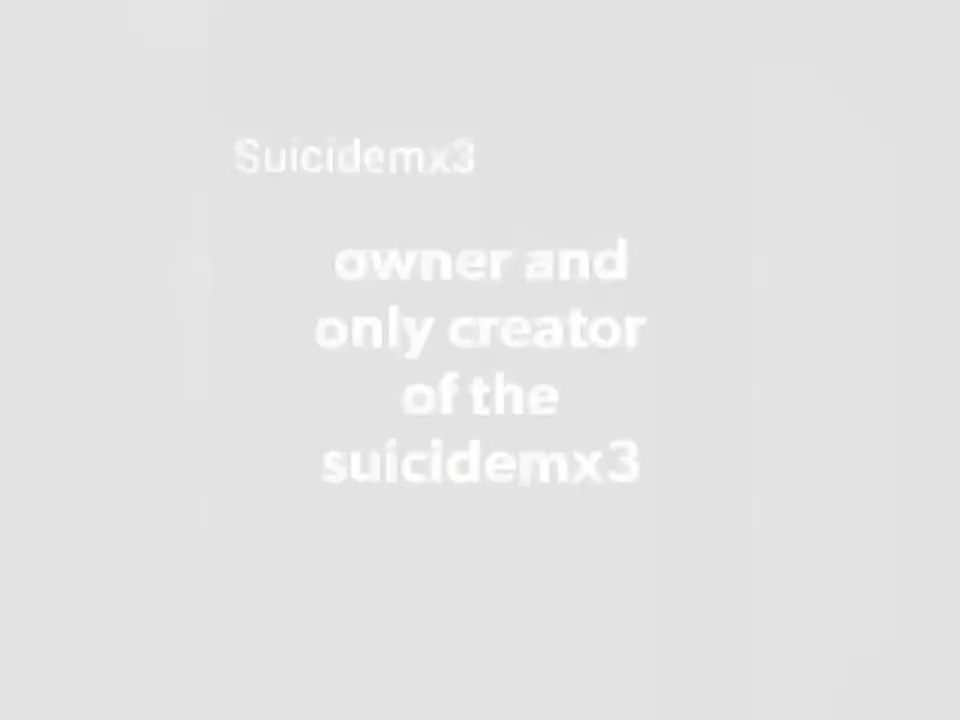 Suicidemx3
owner and
only creator
of the
suicidemx3